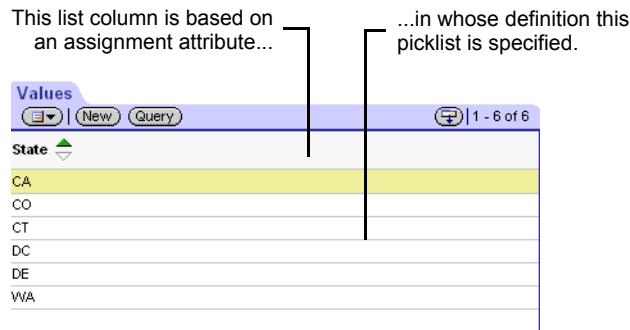 This list column is based on
an assignment attribute...
...in whose definition this
picklist is specified.
Values
New Query 1 - 6 of 6
State
CA
CO
CT
DC
DE
WA